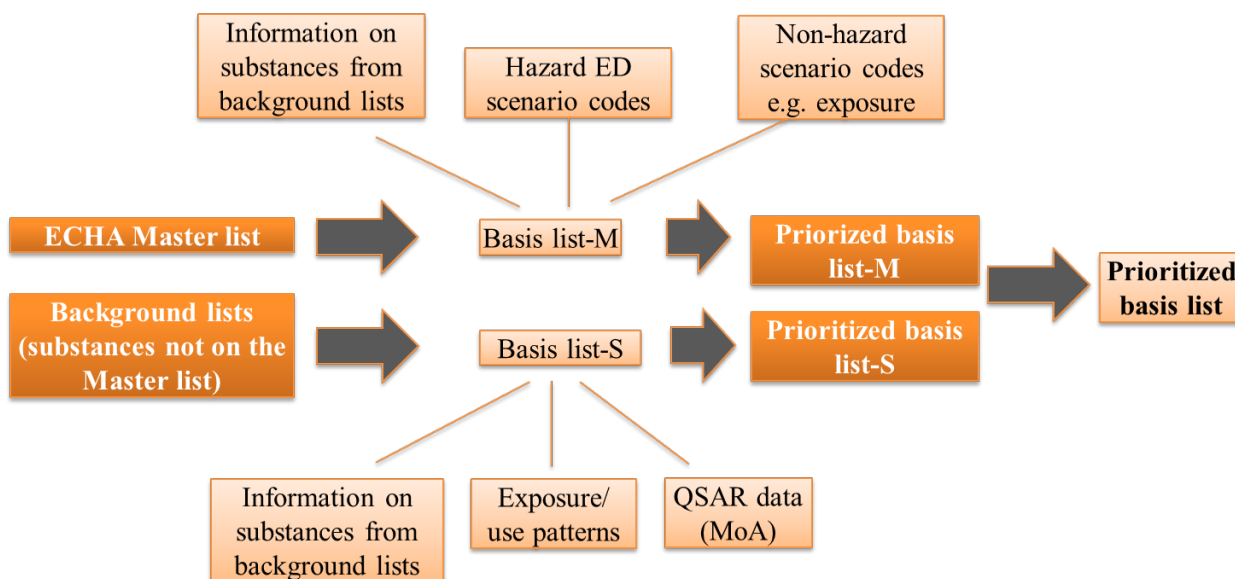 Information on
substances from
background lists
Hazard ED
scenario codes
Non-hazard
scenario codes
e.g. exposure
ECHA Master list
Basis list-M
Priorized basis
list-M
Prioritized
basis list
Background lists
(substances not on the
Master list)
Basis list-S
Prioritized basis
list-S
Information on
substances from
background lists
Exposure/
use patterns
QSAR data
(MoA)